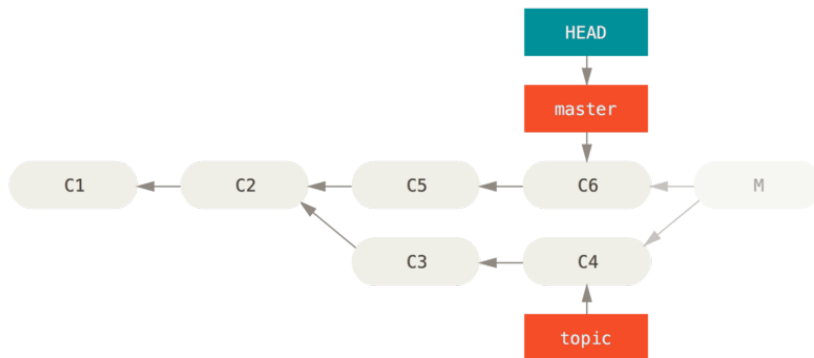 HEAD
master
C1 C2 C5 C6 M
C3 C4
topic